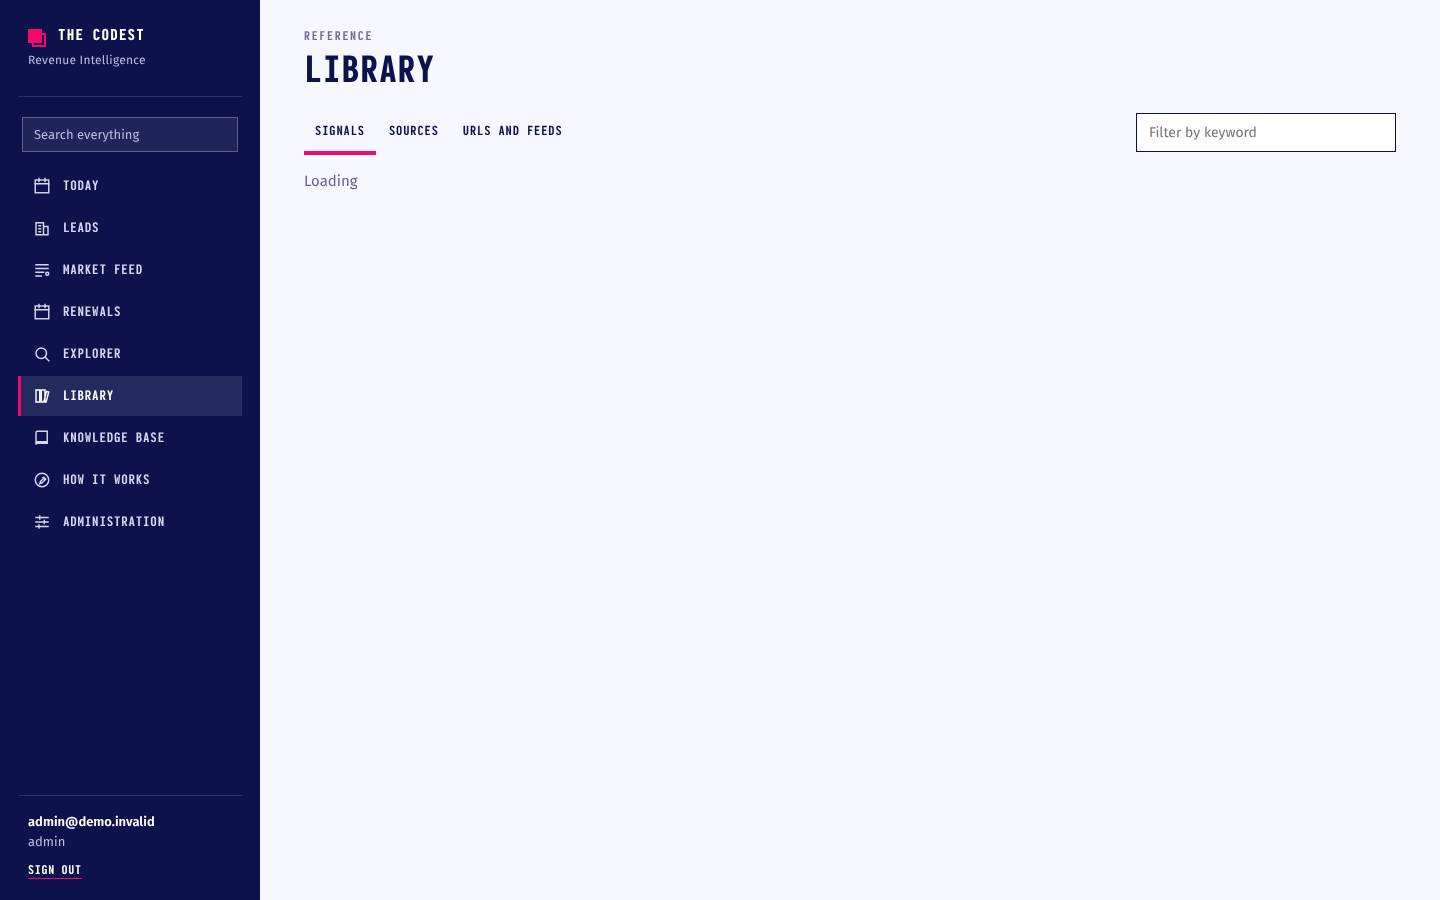 THE CODEST
Revenue Intelligence
Search everything
TODAY
LEADS
MARKET FEED
RENEWALS
EXPLORER
LIBRARY
KNOWLEDGE BASE
HOW IT WORKS
ADMINISTRATION
admin@demo.invalid
admin
SIGN OUT
REFERENCE
LIBRARY
SIGNALS SOURCES URLS AND FEEDS
Filter by keyword
Loading